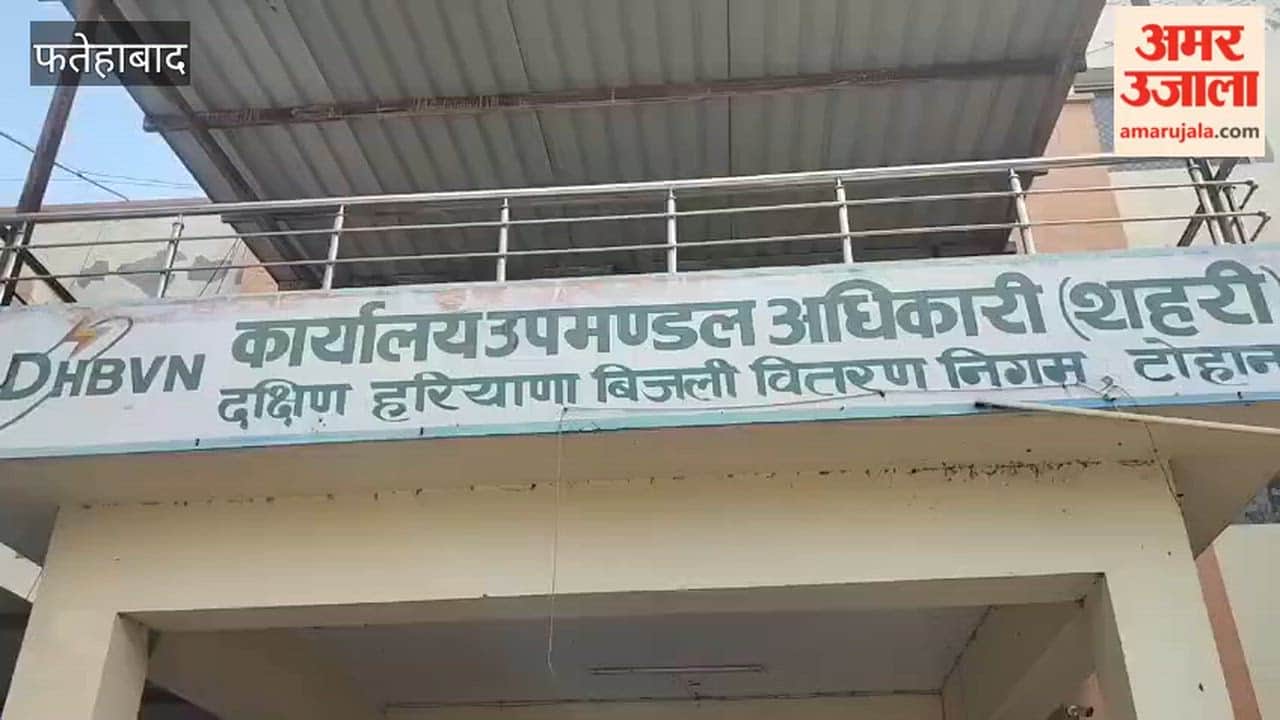 फतेहाबाद
अमर
उजाला
amarujala.com
DHBVN
कार्यालय उपमण्डल अधिकारी (शहरी)
दक्षिण हरियाणा बिजली वितरण निगम टोहान